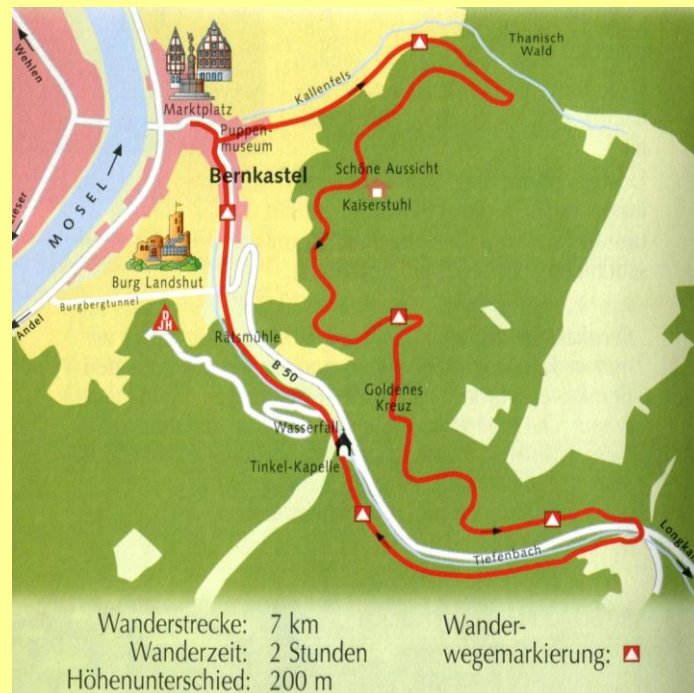 Wehlen
Thanisch
Wald
Kallenfels
Marktplatz
Puppen-
museum
Bernkastel
Schöne Aussicht
Kaiserstuhl
MOSEL
Burg Landshut
Burgbergtunnel
Andel
D
JH
Ratsmühle
B 50
Goldenes
Kreuz
Wasserfall
Tinkel-Kapelle
Tiefenbach
Wanderstrecke: 7 km
Wanderzeit: 2 Stunden
Höhenunterschied: 200 m
Wander-
wegemarkierung: